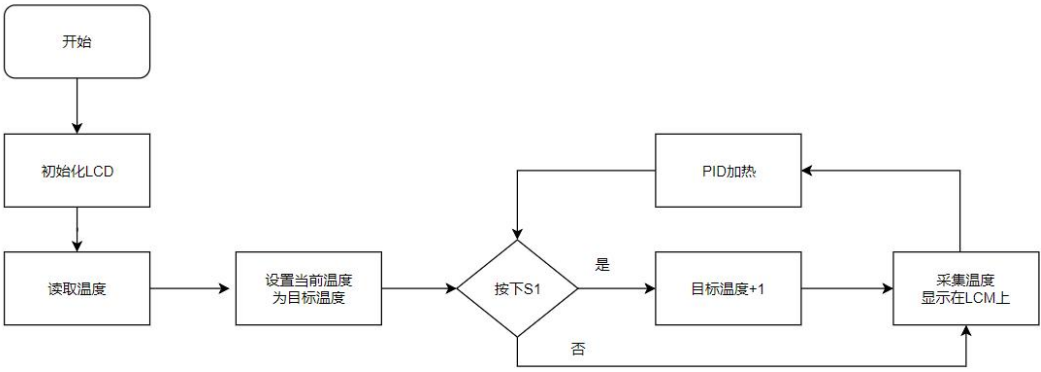 开始
初始化LCD
读取温度
设置当前温度
为目标温度
按下S1
是
否
目标温度+1
采集温度
显示在LCM上
PID加热